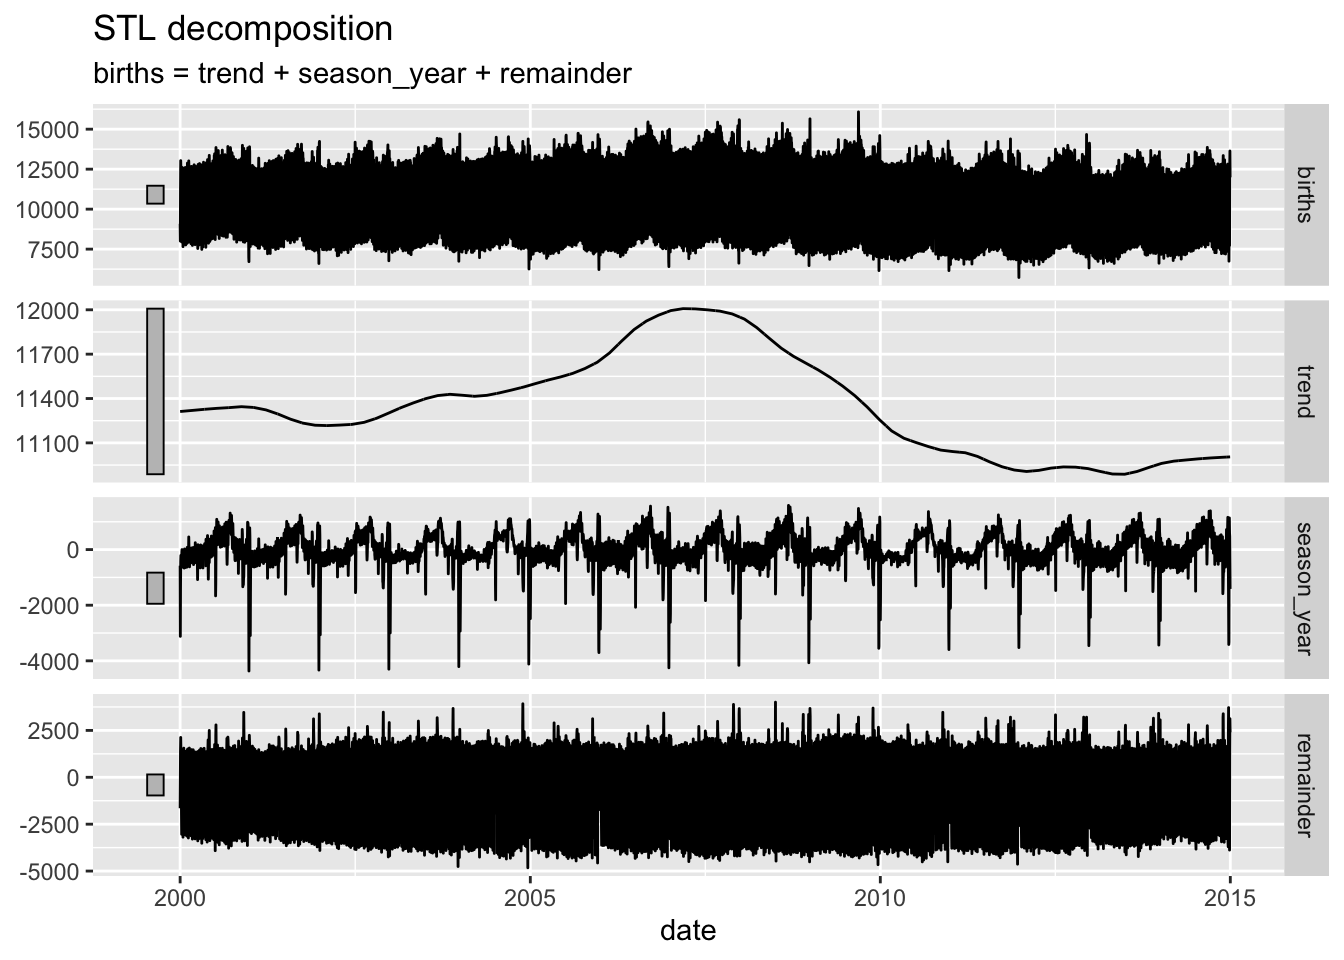 STL decomposition
births = trend + season_year + remainder
15000
12500
10000
7500
births
12000
11700
11400
11100
trend
0
-2000
-4000
season_year
2500
0
-2500
-5000
remainder
2000 2005 2010 2015
date